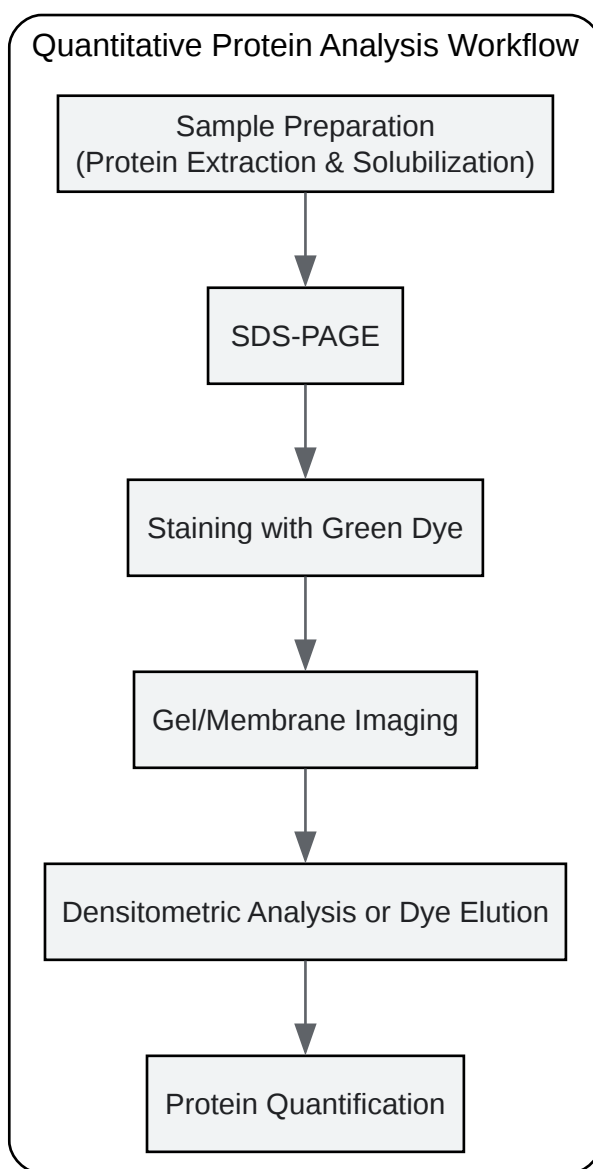 Quantitative Protein Analysis Workflow
Sample Preparation
(Protein Extraction & Solubilization)
SDS-PAGE
Staining with Green Dye
Gel/Membrane Imaging
Densitometric Analysis or Dye Elution
Protein Quantification